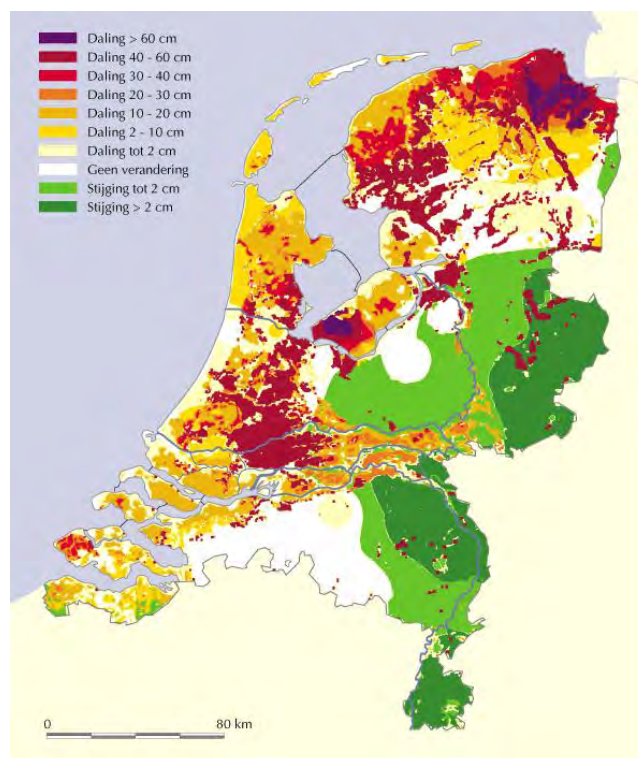 Daling > 60 cm
Daling 40 - 60 cm
Daling 30 - 40 cm
Daling 20 - 30 cm
Daling 10 - 20 cm
Daling 2 - 10 cm
Daling tot 2 cm
Geen verandering
Stijging tot 2 cm
Stijging > 2 cm
0 80 km